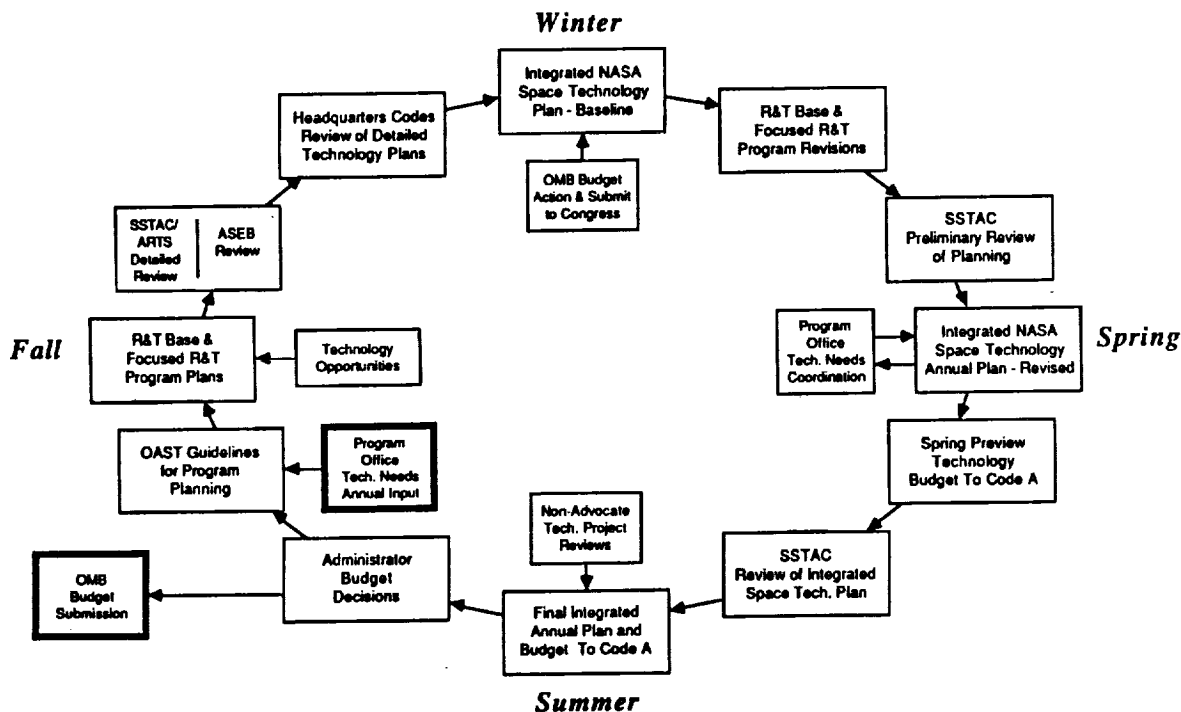 Winter
Integrated NASA
Space Technology
Plan - Baseline
Headquarters Codes
Review of Detailed
Technology Plans
R&T Base &
Focused R&T
Program Revisions
OMB Budget
Action & Submit
to Congress
SSTAC/
ARTS
Detailed
Review
ASEB
Review
SSTAC
Preliminary Review
of Planning
Fall
R&T Base &
Focused R&T
Program Plans
Technology
Opportunities
Program
Office
Tech. Needs
Coordination
Integrated NASA
Space Technology
Annual Plan - Revised
Spring
OAST Guidelines
for Program
Planning
Program
Office
Tech. Needs
Annual Input
Spring Preview
Technology
Budget To Code A
Non-Advocate
Tech. Project
Reviews
OMB
Budget
Submission
Administrator
Budget
Decisions
SSTAC
Review of Integrated
Space Tech. Plan
Final Integrated
Annual Plan and
Budget To Code A
Summer